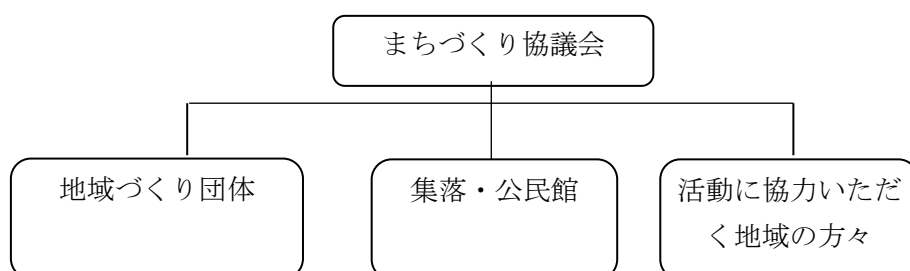 まちづくり協議会
地域づくり団体
集落・公民館
活動に協力いただ
く地域の方々